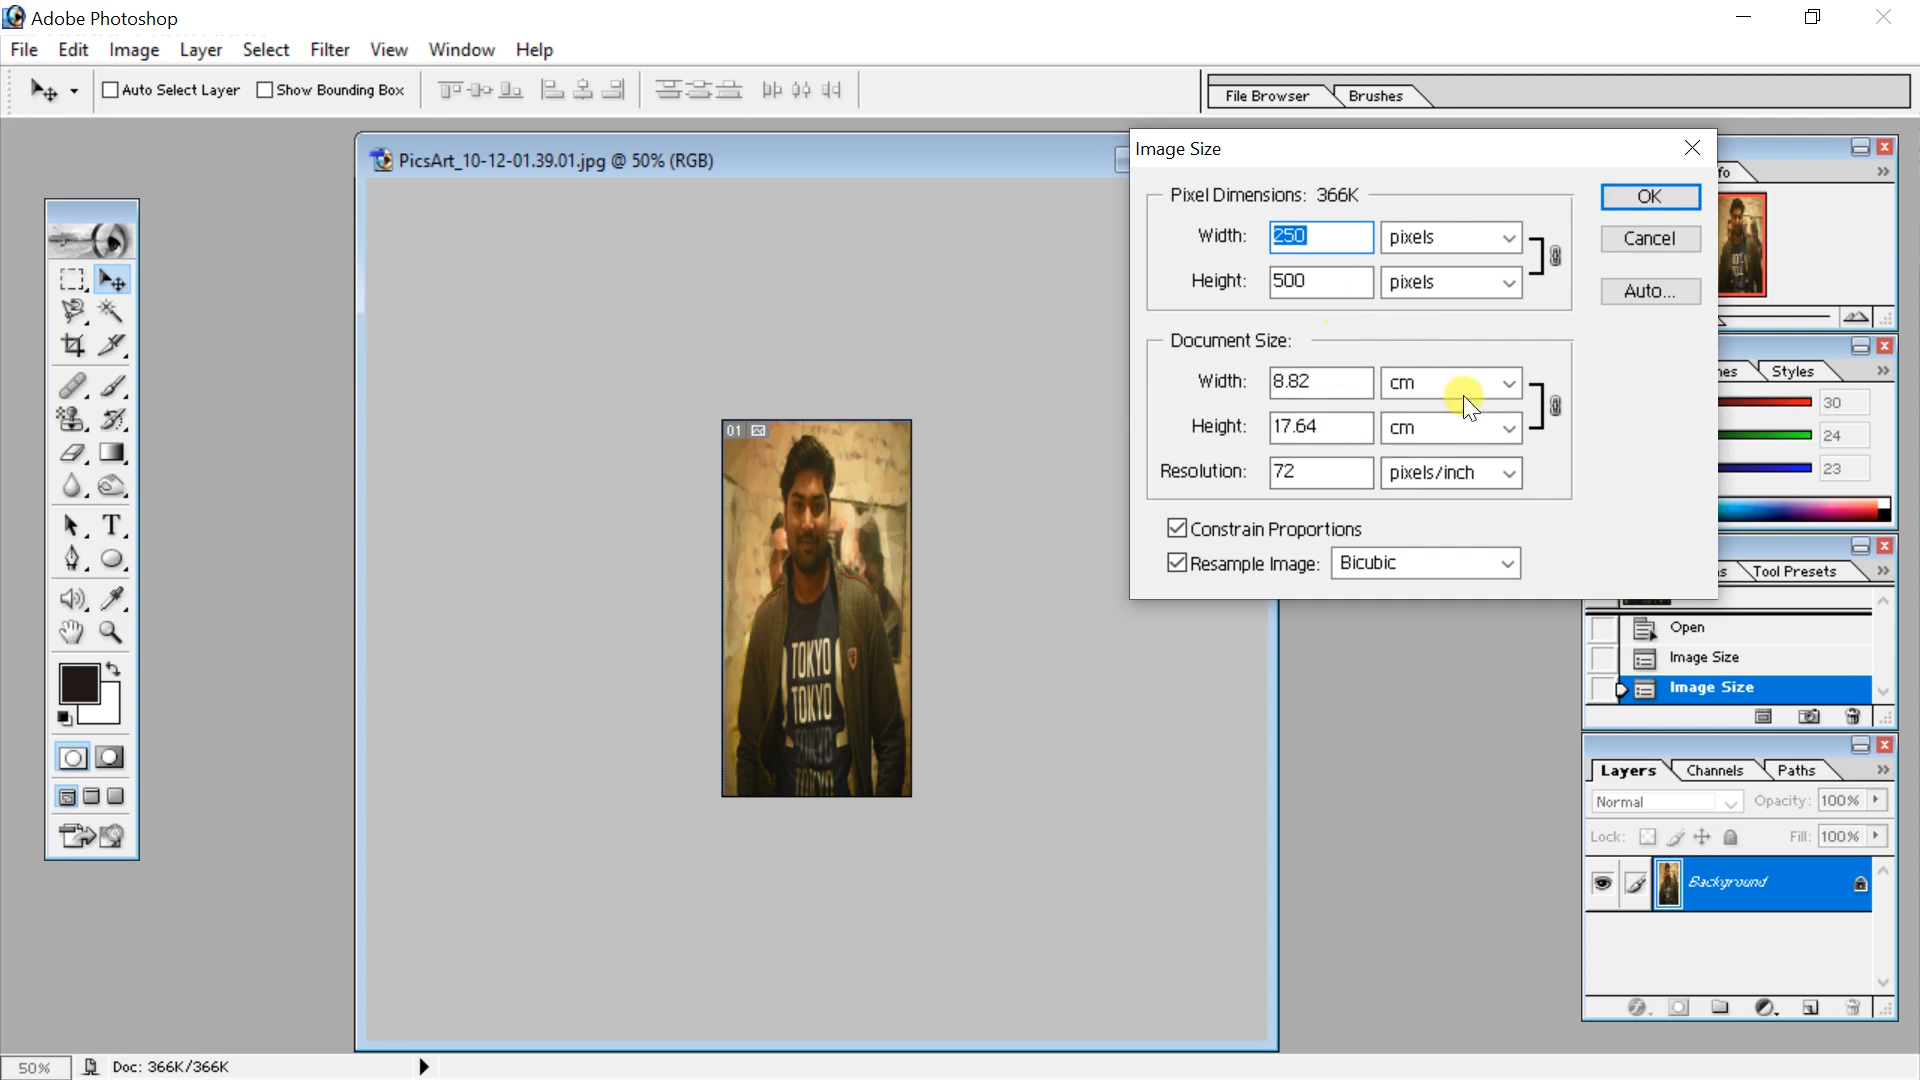 Adobe Photoshop
File Edit Image Layer Select Filter View Window Help
Auto Select Layer Show Bounding Box File Browser Brushes
PicsArt_10-12-01.39.01.jpg @ 50% (RGB)
Image Size
Pixel Dimensions: 366K
Width: 250 pixels
Height: 500 pixels
OK
Cancel
Auto...
Document Size:
Width: 8.82 cm
Height: 17.64 cm
Resolution: 72 pixels/inch
Constrain Proportions
Resample Image: Bicubic
01
TOKYO
TOKYO
TOKYO
TOKYO
fo
hes Styles
30
24
23
s Tool Presets
Open
Image Size
Image Size
Layers Channels Paths
Normal Opacity: 100%
Lock: Fill: 100%
Background
50% Doc: 366K/366K